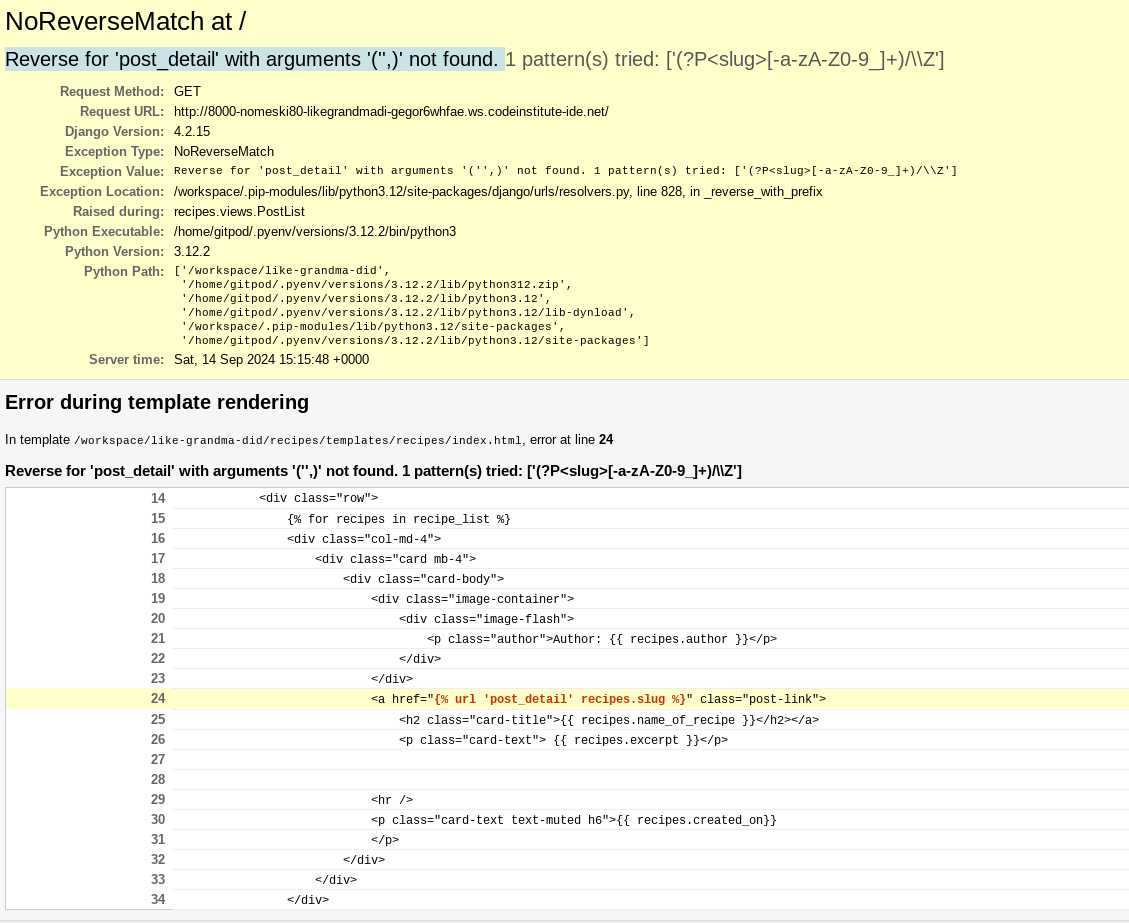 NoReverseMatch at /
Reverse for 'post_detail' with arguments '('',)' not found. 1 pattern(s) tried: ['(?P<slug>[-a-zA-Z0-9_]+)/\\Z']
Request Method: GET
Request URL: http://8000-nomeski80-likegrandmadi-gegor6whfae.ws.codeinstitute-ide.net/
Django Version: 4.2.15
Exception Type: NoReverseMatch
Exception Value: Reverse for 'post_detail' with arguments '('',)' not found. 1 pattern(s) tried: ['(?P<slug>[-a-zA-Z0-9_]+)/\\Z']
Exception Location: /workspace/.pip-modules/lib/python3.12/site-packages/django/urls/resolvers.py, line 828, in _reverse_with_prefix
Raised during: recipes.views.PostList
Python Executable: /home/gitpod/.pyenv/versions/3.12.2/bin/python3
Python Version: 3.12.2
Python Path: ['/workspace/like-grandma-did',
'/home/gitpod/.pyenv/versions/3.12.2/lib/python312.zip',
'/home/gitpod/.pyenv/versions/3.12.2/lib/python3.12',
'/home/gitpod/.pyenv/versions/3.12.2/lib/python3.12/lib-dynload',
'/workspace/.pip-modules/lib/python3.12/site-packages',
'/home/gitpod/.pyenv/versions/3.12.2/lib/python3.12/site-packages']
Server time: Sat, 14 Sep 2024 15:15:48 +0000
Error during template rendering
In template /workspace/like-grandma-did/recipes/templates/recipes/index.html, error at line 24
Reverse for 'post_detail' with arguments '('',)' not found. 1 pattern(s) tried: ['(?P<slug>[-a-zA-Z0-9_]+)/\\Z']
14 <div class="row">
15 {% for recipes in recipe_list %}
16 <div class="col-md-4">
17 <div class="card mb-4">
18 <div class="card-body">
19 <div class="image-container">
20 <div class="image-flash">
21 <p class="author">Author: {{ recipes.author }}</p>
22 </div>
23 </div>
24 <a href="{% url 'post_detail' recipes.slug %}" class="post-link">
25 <h2 class="card-title">{{ recipes.name_of_recipe }}</h2></a>
26 <p class="card-text"> {{ recipes.excerpt }}</p>
27
28
29 <hr />
30 <p class="card-text text-muted h6">{{ recipes.created_on}}
31 </p>
32 </div>
33 </div>
34 </div>